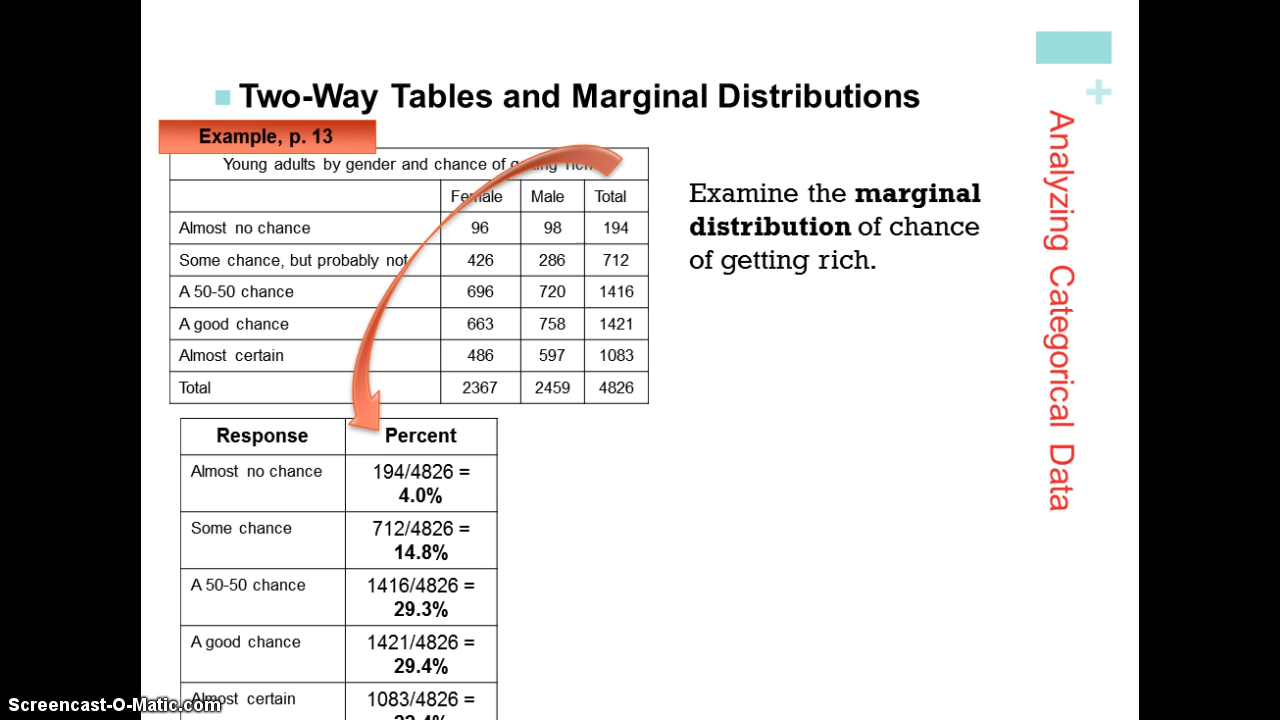 Two-Way Tables and Marginal Distributions
Example, p. 13
Young adults by gender and chance of getting rich
Female Male Total
Almost no chance 96 98 194
Some chance, but probably not 426 286 712
A 50-50 chance 696 720 1416
A good chance 663 758 1421
Almost certain 486 597 1083
Total 2367 2459 4826
Examine the marginal
distribution of chance
of getting rich.
+
Analyzing Categorical Data
Response Percent
Almost no chance 194/4826 =
4.0%
Some chance 712/4826 =
14.8%
A 50-50 chance 1416/4826 =
29.3%
A good chance 1421/4826 =
29.4%
Almost certain 1083/4826 =
Screencast-O-Matic.com